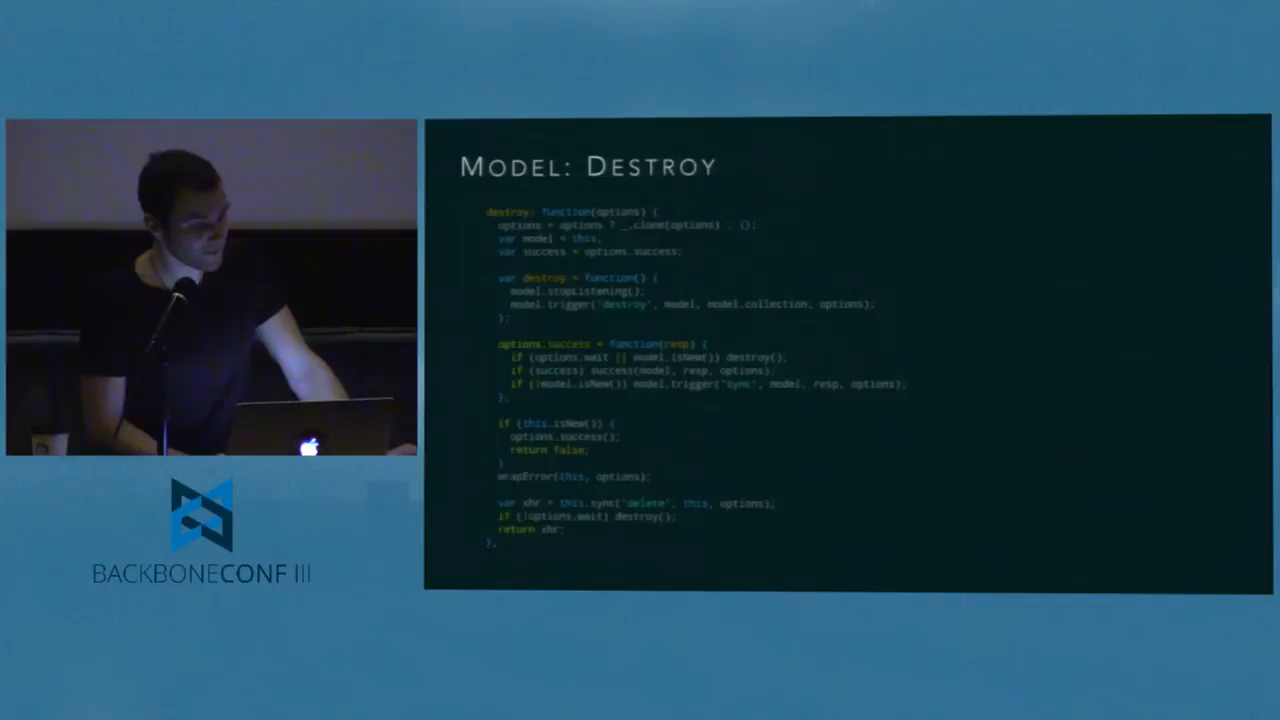 MODEL: DESTROY
destroy: function(options) {
options = options ? _.clone(options) : {};
var model = this;
var success = options.success;
var destroy = function() {
model.stopListening();
model.trigger('destroy', model, model.collection, options);
};
options.success = function(resp) {
if (options.wait || model.isNew()) destroy();
if (success) success(model, resp, options);
if (!model.isNew()) model.trigger('sync', model, resp, options);
};
if (this.isNew()) {
options.success();
return false;
}
wrapError(this, options);
var xhr = this.sync('delete', this, options);
if (!options.wait) destroy();
return xhr;
},
BACKBONECONF III